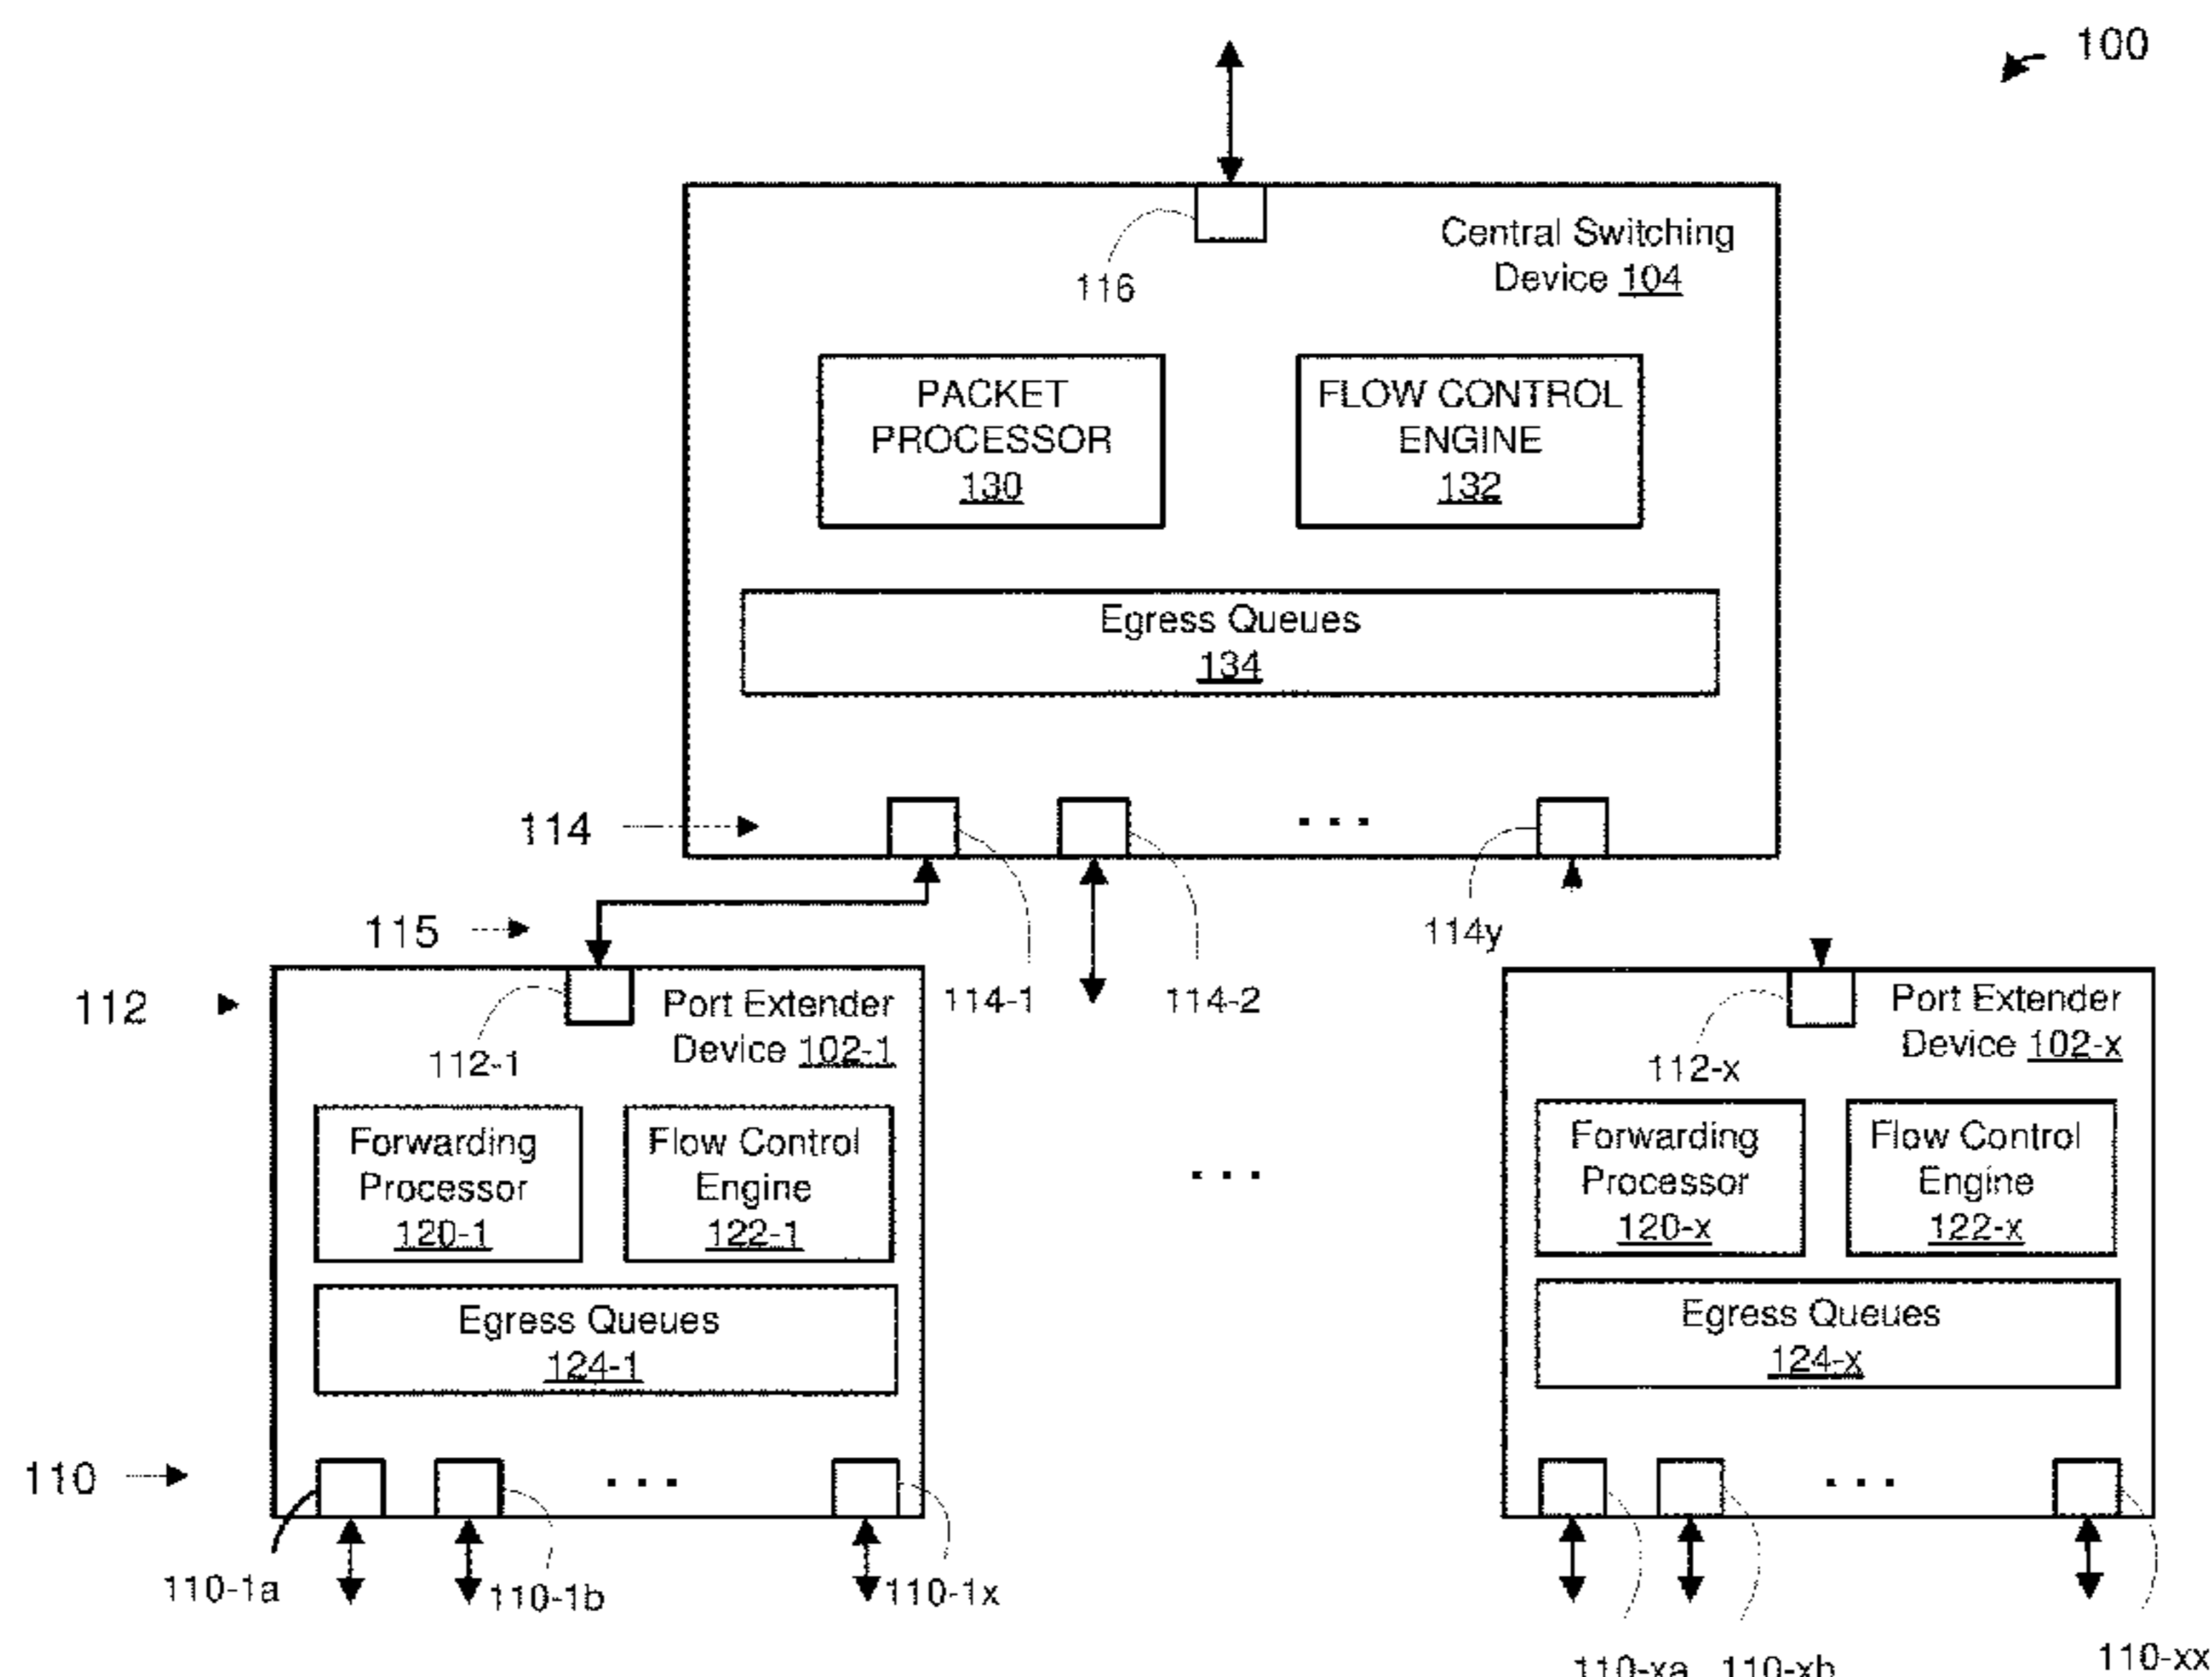 100
Central Switching
Device 104
116
PACKET
PROCESSOR
130
FLOW CONTROL
ENGINE
132
Egress Queues
134
114
. . .
115
114y
112
114-1
114-2
Port Extender
Device 102-1
112-1
Port Extender
Device 102-x
112-x
Forwarding
Processor
120-1
Flow Control
Engine
122-1
. . .
Forwarding
Processor
120-x
Flow Control
Engine
122-x
Egress Queues
124-1
Egress Queues
124-x
110
. . .
. . .
110-1a
110-1b
110-1x
110-xa
110-xb
110-xx